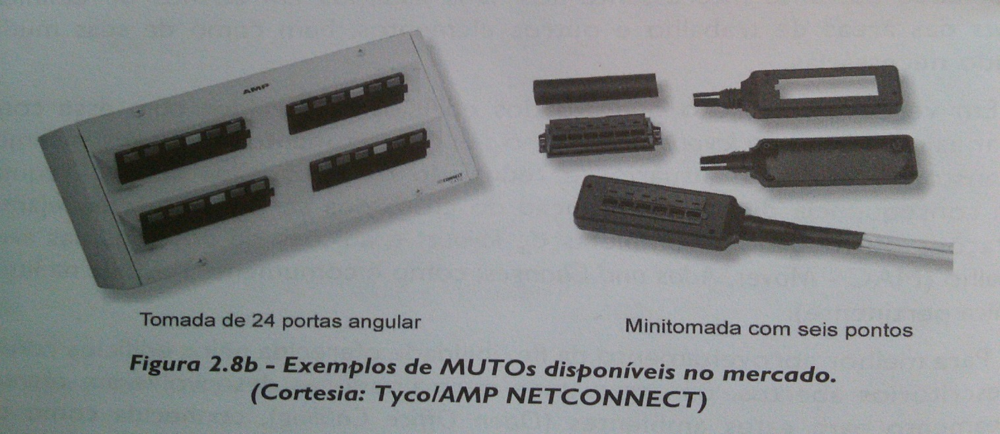 AMP
Tomada de 24 portas angular
Minitomada com seis pontos
Figura 2.8b - Exemplos de MUTOs disponíveis no mercado.
(Cortesia: Tyco/AMP NETCONNECT)